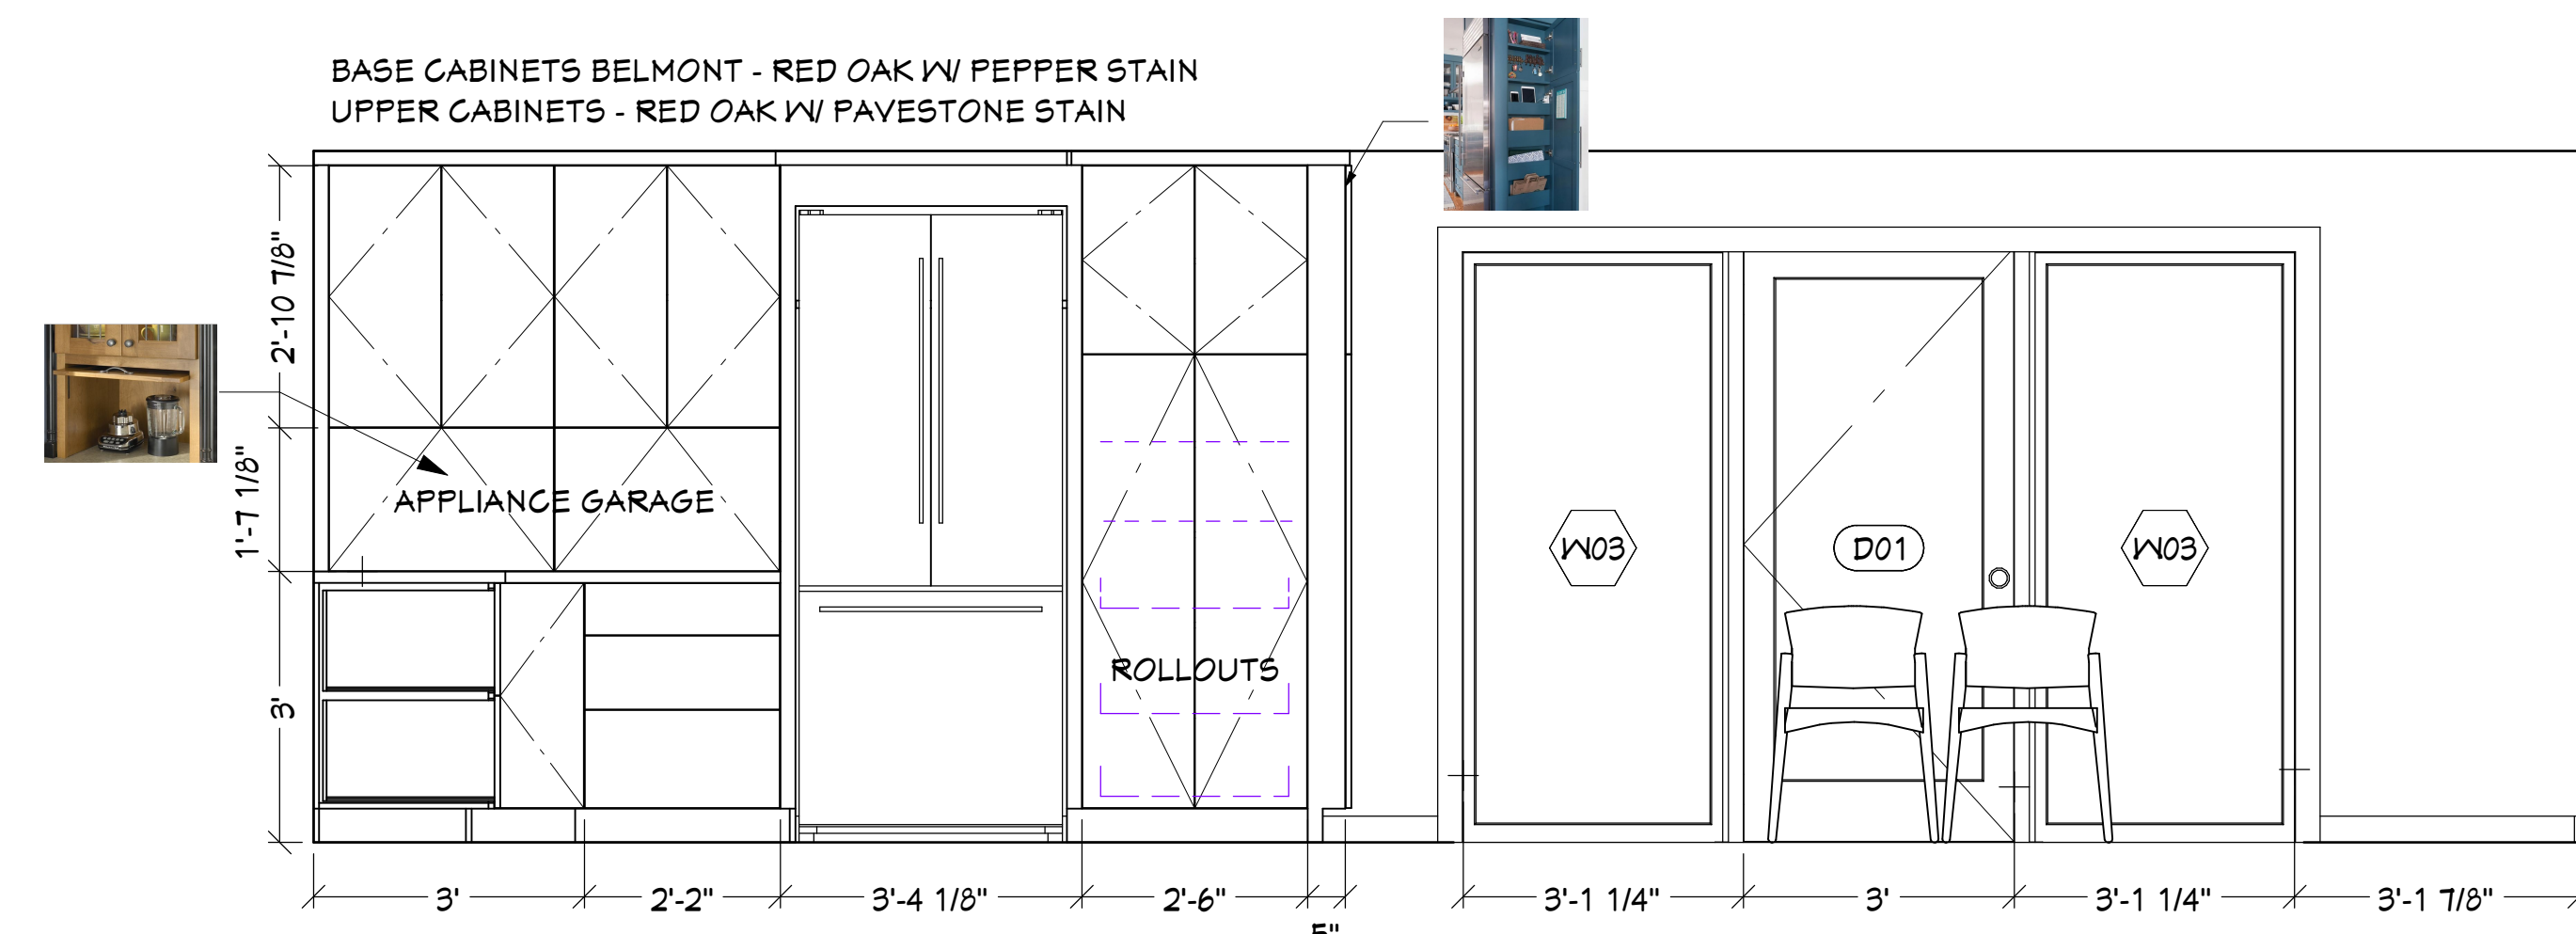 BASE CABINETS BELMONT - RED OAK W/ PEPPER STAIN
UPPER CABINETS - RED OAK W/ PAVESTONE STAIN
2'-10 7/8"
1'-7 1/8"
3'
APPLIANCE GARAGE
ROLLOUTS
W03
D01
W03
3'
2'-2"
3'-4 1/8"
2'-6"
5"
3'-1 1/4"
3'
3'-1 1/4"
3'-1 7/8"